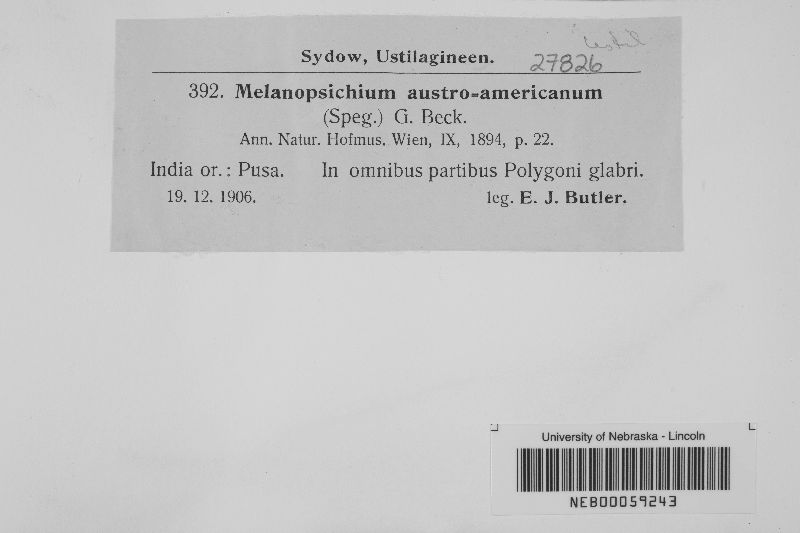 Sydow, Ustilagineen.
27826
392. Melanopsichium austro-americanum
(Speg.) G. Beck.
Ann. Natur. Hofmus. Wien, IX, 1894, p. 22.
India or.: Pusa. In omnibus partibus Polygoni glabri.
19. 12. 1906. leg. E. J. Butler.
University of Nebraska - Lincoln
NEB00059243